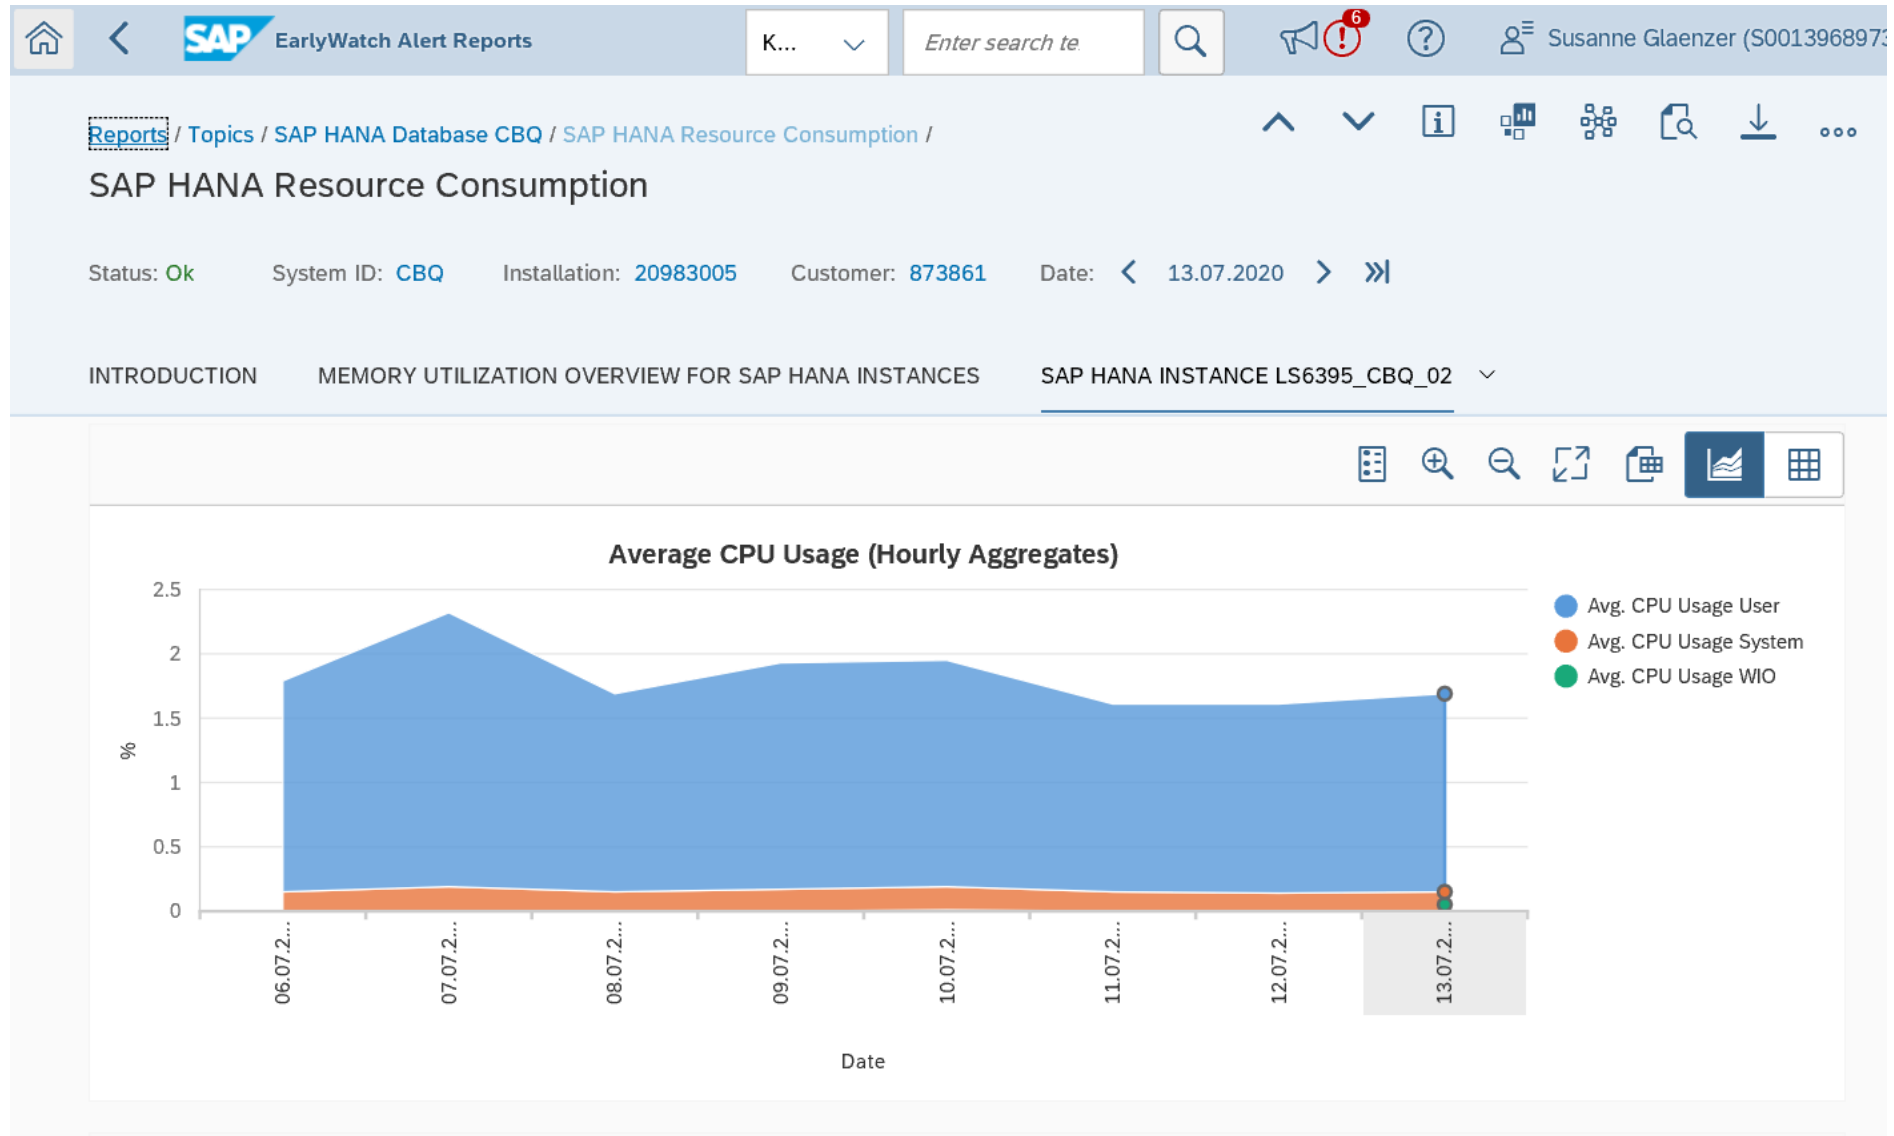 SAP EarlyWatch Alert Reports K... Enter search te. 6 Susanne Glaenzer (S0013968973
Reports / Topics / SAP HANA Database CBQ / SAP HANA Resource Consumption /
SAP HANA Resource Consumption
Status: Ok System ID: CBQ Installation: 20983005 Customer: 873861 Date: 13.07.2020
INTRODUCTION MEMORY UTILIZATION OVERVIEW FOR SAP HANA INSTANCES SAP HANA INSTANCE LS6395_CBQ_02
Average CPU Usage (Hourly Aggregates)
2.5
2
1.5
1
0.5
0
%
Avg. CPU Usage User
Avg. CPU Usage System
Avg. CPU Usage WIO
06.07.2...
07.07.2...
08.07.2...
09.07.2...
10.07.2...
11.07.2...
12.07.2...
13.07.2...
Date